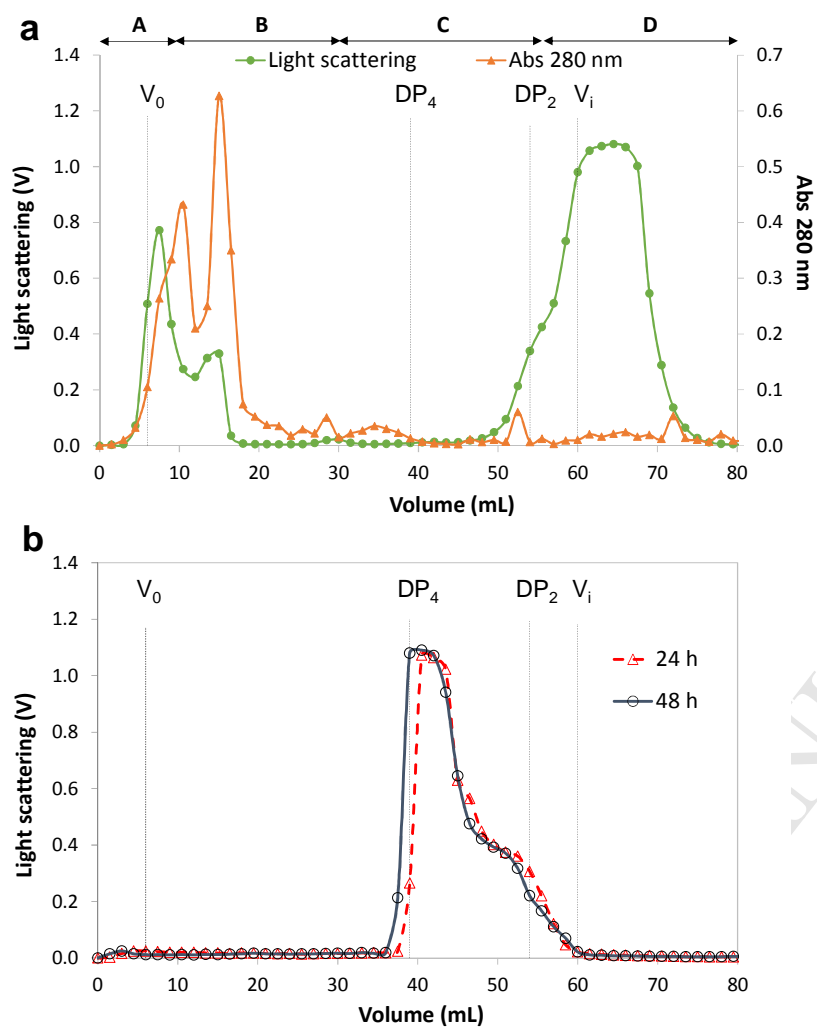 a
A B C D
Light scattering Abs 280 nm
V0 DP4 DP2 Vi
1.4
1.2
1.0
0.8
0.6
0.4
0.2
0.0
Light scattering (V)
0.7
0.6
0.5
0.4
0.3
0.2
0.1
0.0
Abs 280 nm
0 10 20 30 40 50 60 70 80
Volume (mL)
b
V0 DP4 DP2 Vi
24 h
48 h
1.4
1.2
1.0
0.8
0.6
0.4
0.2
0.0
Light scattering (V)
0 10 20 30 40 50 60 70 80
Volume (mL)